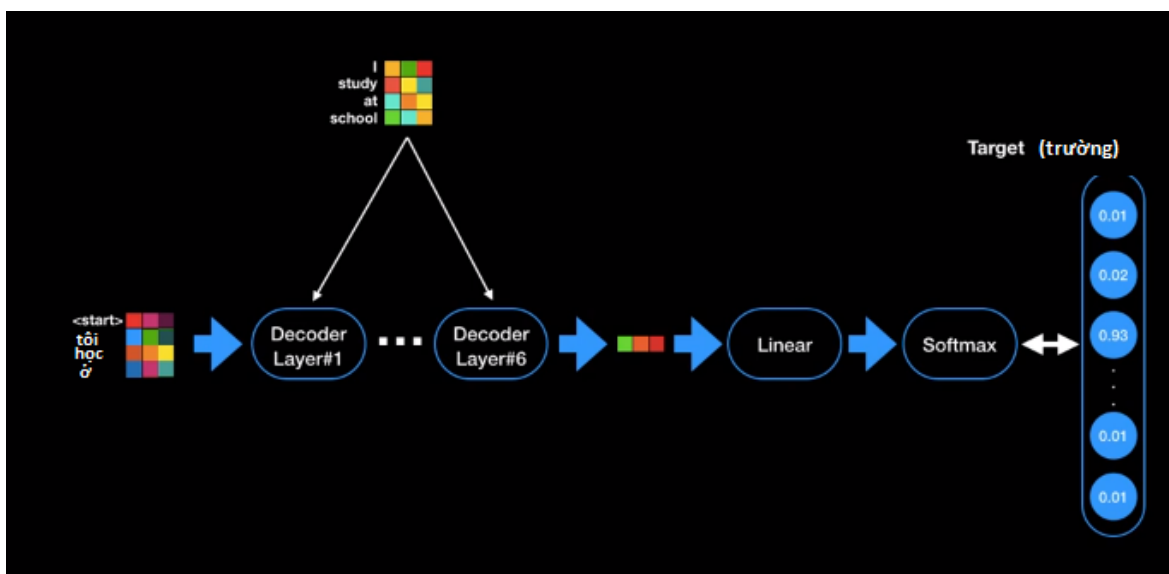 I
study
at
school
Target (trường)
0.01
0.02
<start>
tôi
học
ở
Decoder
Layer#1
Decoder
Layer#6
Linear
Softmax
0.93
0.01
0.01